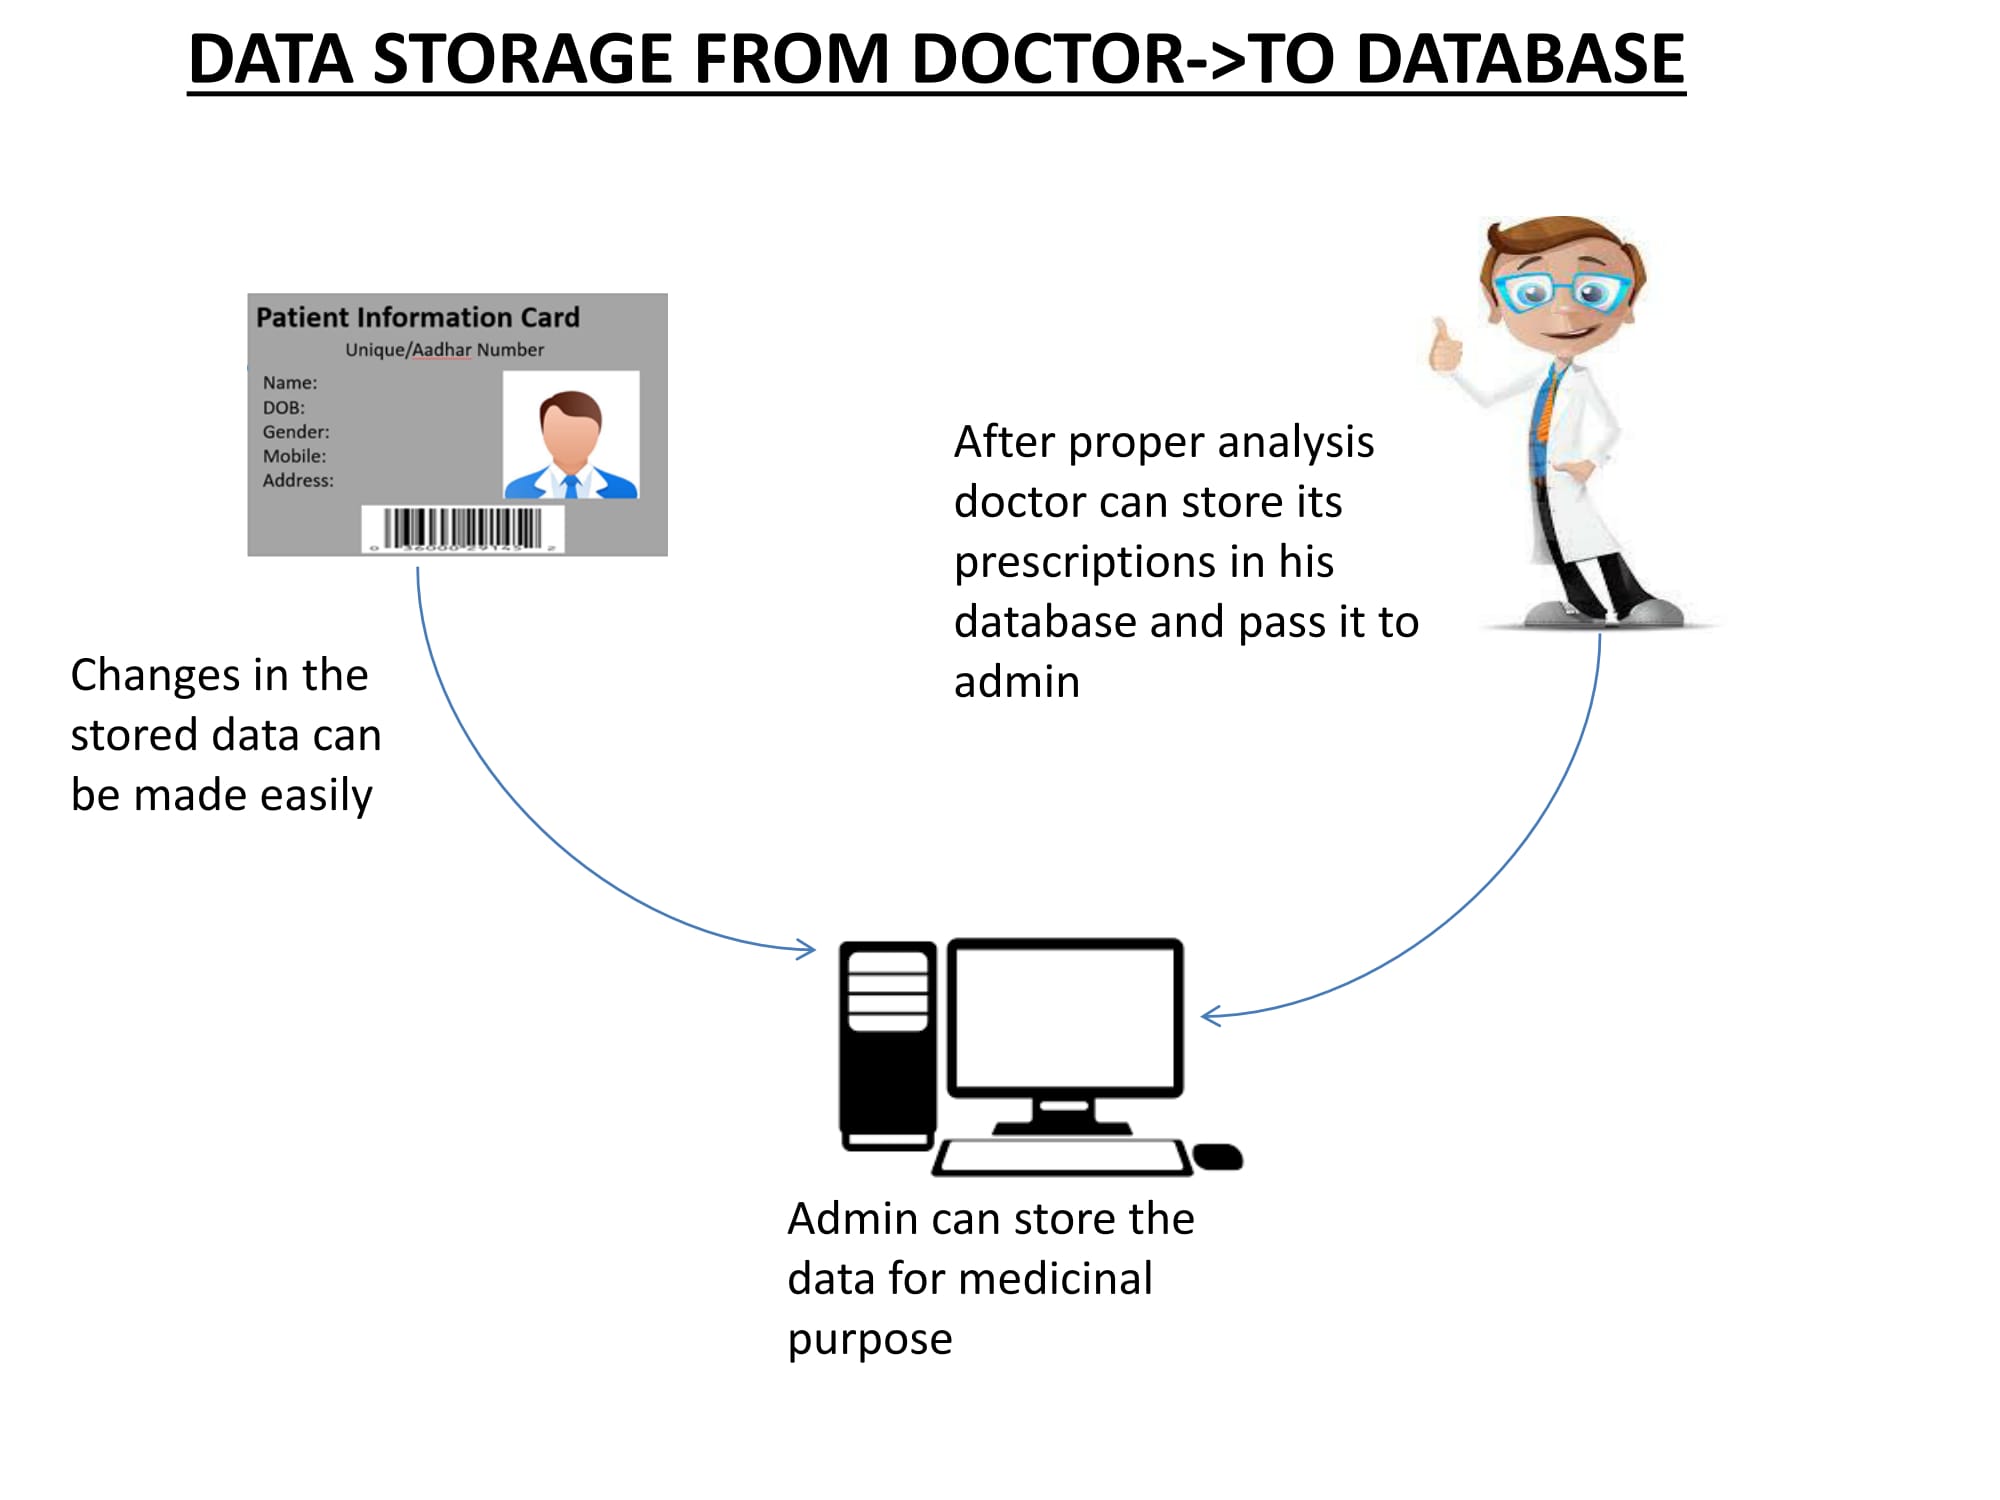 DATA STORAGE FROM DOCTOR->TO DATABASE
Patient Information Card
Unique/Aadhar Number
Name:
DOB:
Gender:
Mobile:
Address:
After proper analysis
doctor can store its
prescriptions in his
database and pass it to
admin
Changes in the
stored data can
be made easily
Admin can store the
data for medicinal
purpose